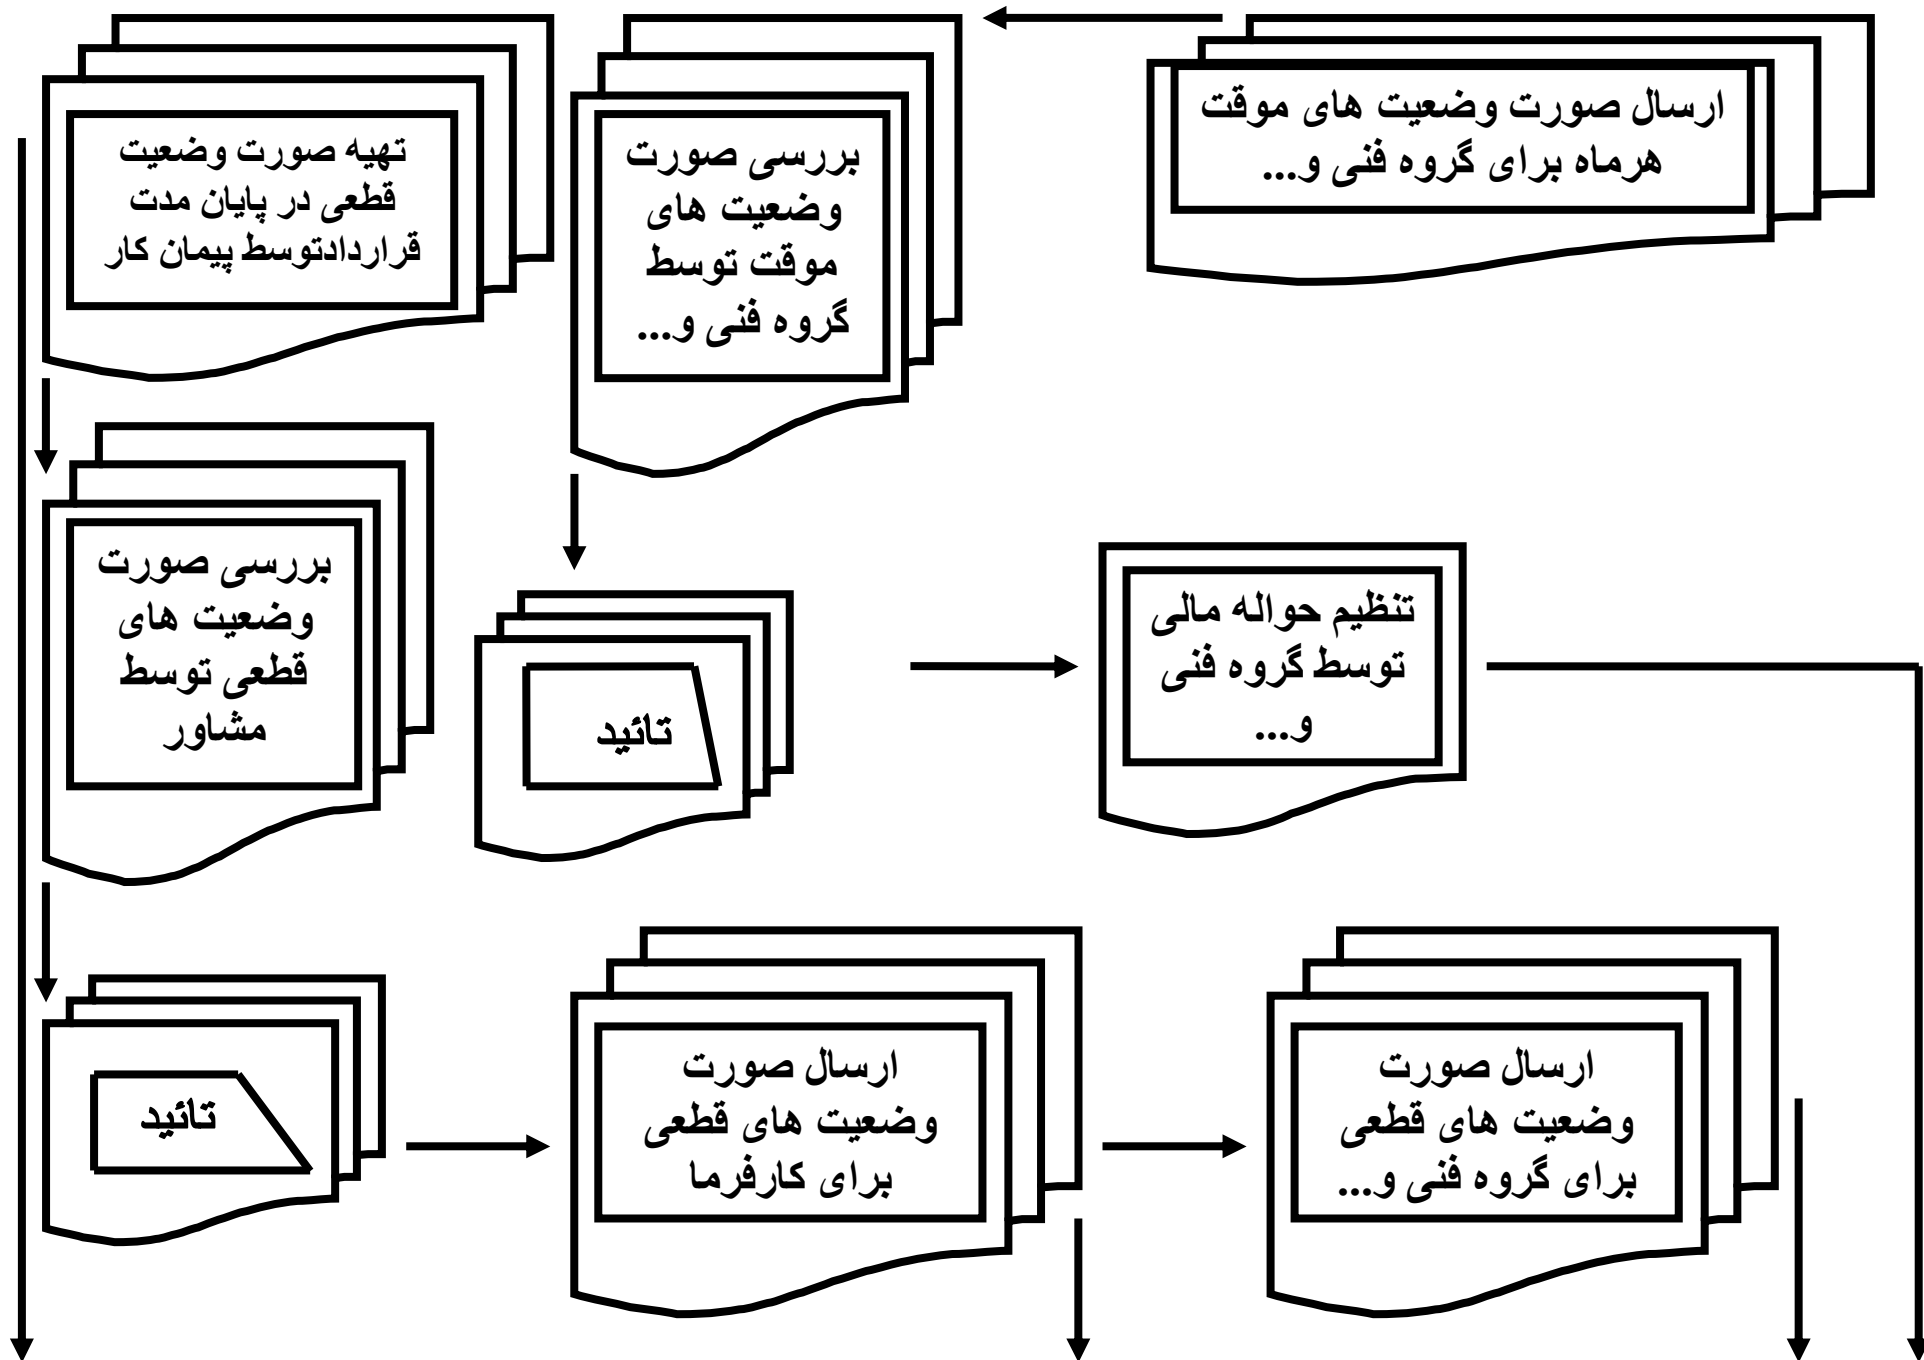 ارسال صورت وضعیت های موقت
هرماه برای گروه فنی و...
بررسی صورت
وضعیت های
موقت توسط
گروه فنی و...
تهیه صورت وضعیت
قطعی در پایان مدت
قراردادتوسط پیمان کار
تنظیم حواله مالی
توسط گروه فنی
و...
تائید
بررسی صورت
وضعیت های
قطعی توسط
مشاور
تائید
ارسال صورت
وضعیت های قطعی
برای کارفرما
ارسال صورت
وضعیت های قطعی
برای گروه فنی و...